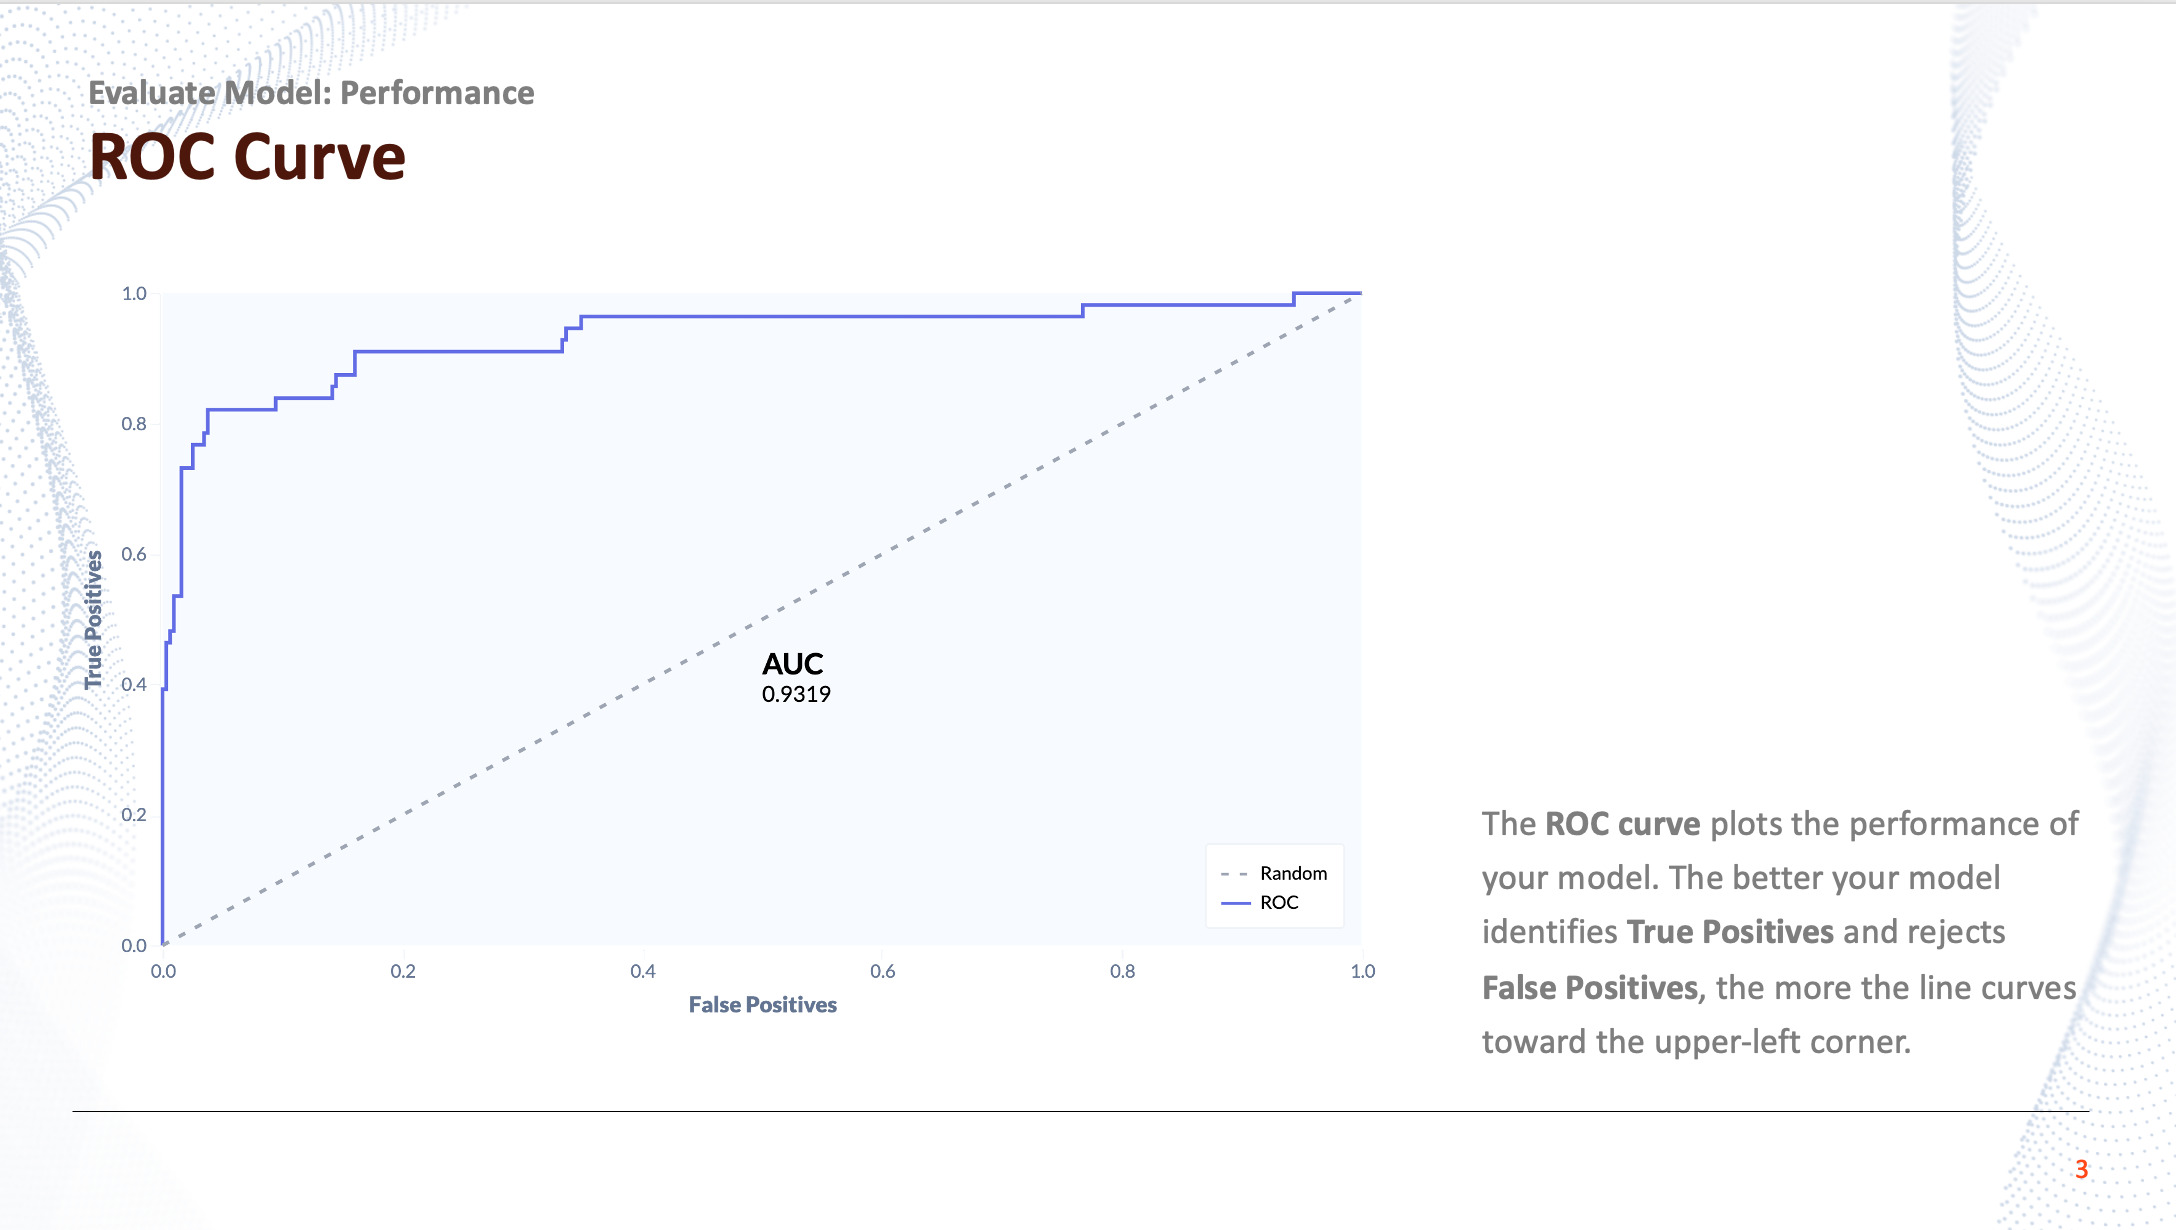 Evaluate Model: Performance
ROC Curve
1.0
0.8
0.6
0.4
0.2
0.0
True Positives
0.0 0.2 0.4 0.6 0.8 1.0
False Positives
AUC
0.9319
Random
ROC
The ROC curve plots the performance of
your model. The better your model
identifies True Positives and rejects
False Positives, the more the line curves
toward the upper-left corner.
3